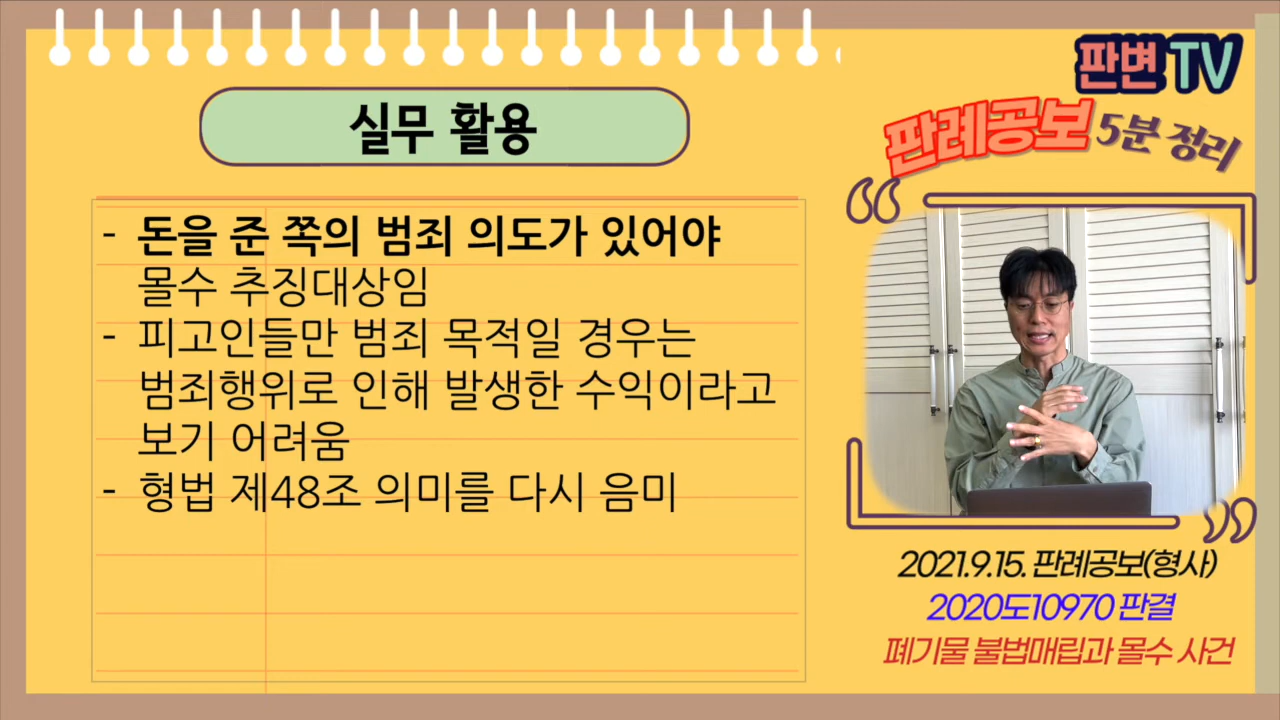 실무 활용
- 돈을 준 쪽의 범죄 의도가 있어야
몰수 추징대상임
- 피고인들만 범죄 목적일 경우는
범죄행위로 인해 발생한 수익이라고
보기 어려움
- 형법 제48조 의미를 다시 음미
판변 TV
판례공보 5분 정리
2021.9.15. 판례공보(형사)
2020도10970 판결
폐기물 불법매립과 몰수 사건